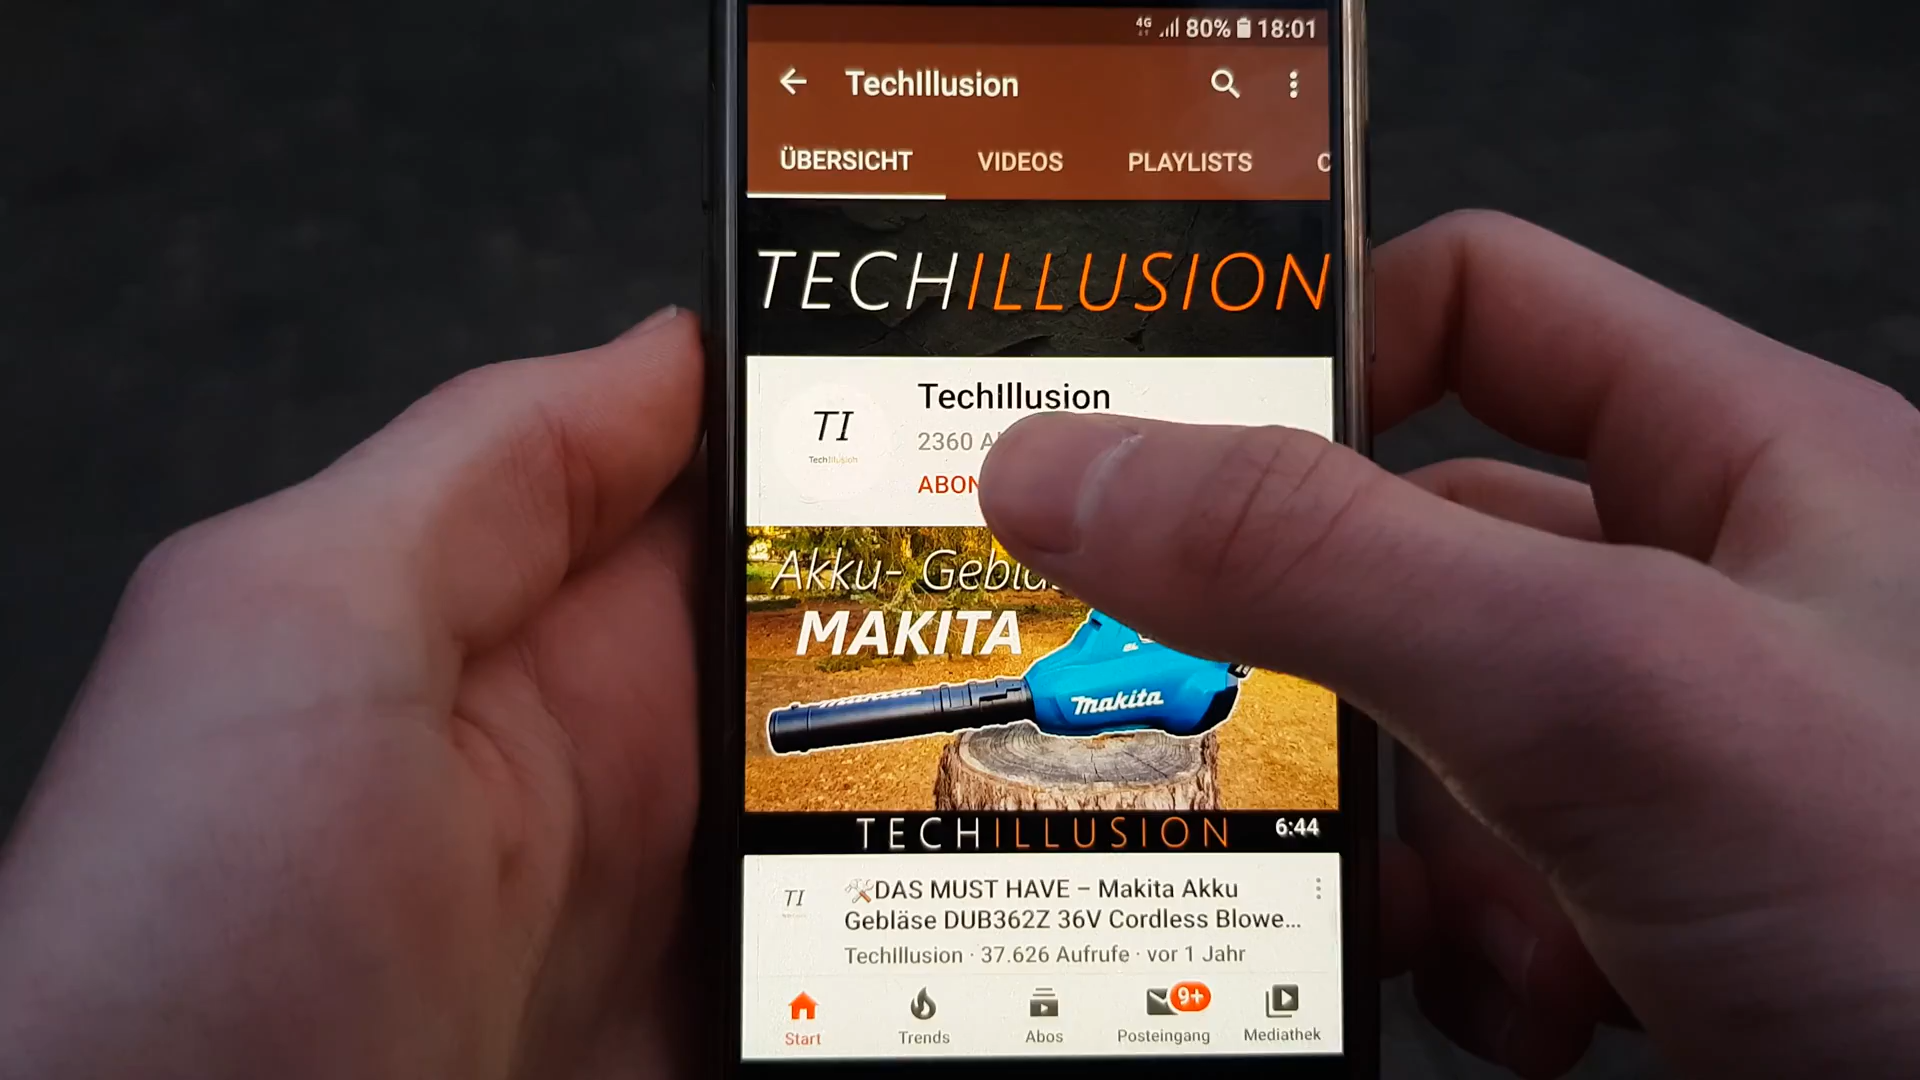 4G 80% 18:01
TechIllusion
ÜBERSICHT VIDEOS PLAYLISTS
TECHILLUSION
TechIllusion
TI
TechIllusion
2360
Akku-
MAKITA
makita
TECHILLUSION 6:44
TI
DAS MUST HAVE – Makita Akku
Gebläse DUB362Z 36V Cordless Blowe...
TechIllusion · 37.626 Aufrufe · vor 1 Jahr
9+
Start Trends Abos Posteingang Mediathek